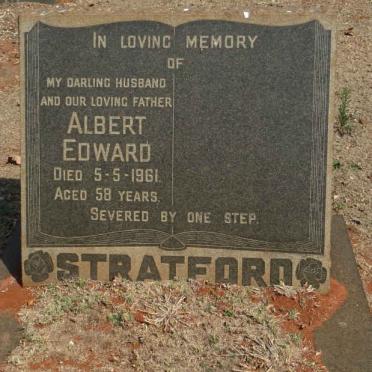 IN LOVING MEMORY
OF
MY DARLING HUSBAND
AND OUR LOVING FATHER
ALBERT
EDWARD
DIED 5-5-1961.
AGED 58 YEARS.
SEVERED BY ONE STEP.
STRATFORD